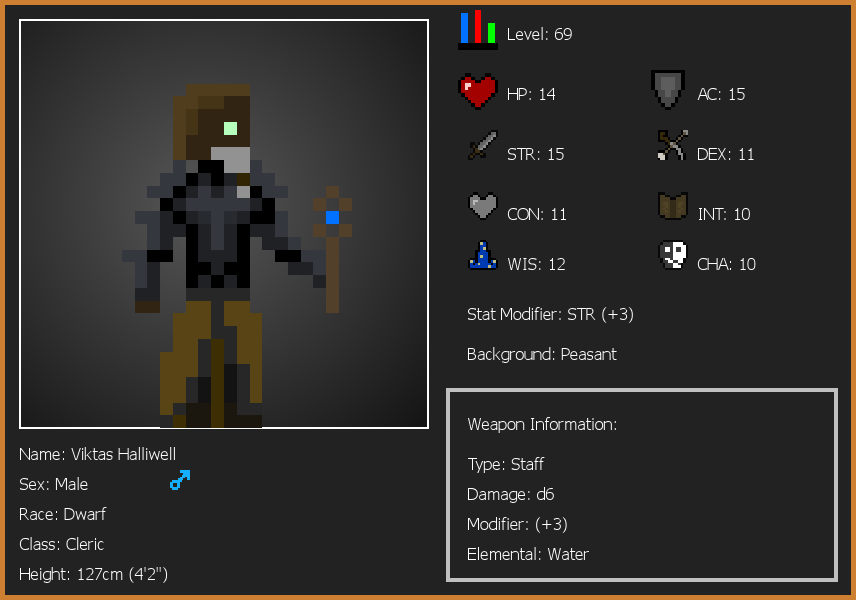 Level: 69
HP: 14
AC: 15
STR: 15
DEX: 11
CON: 11
INT: 10
WIS: 12
CHA: 10
Stat Modifier: STR (+3)
Background: Peasant
Weapon Information:
Type: Staff
Damage: d6
Modifier: (+3)
Elemental: Water
Name: Viktas Halliwell
Sex: Male
Race: Dwarf
Class: Cleric
Height: 127cm (4'2")